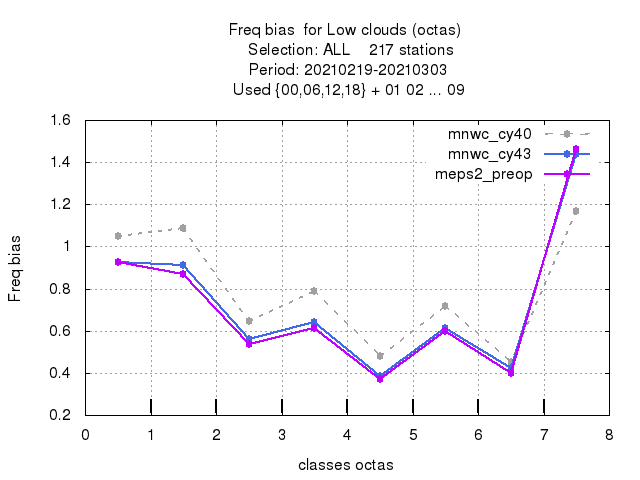 Freq bias  for Low clouds (octas)
Selection: ALL    217 stations
Period: 20210219-20210303
Used {00,06,12,18} + 01 02 ... 09
1.6
mnwc_cy40
mnwc_cy43
1.4
meps2_preop
1.2
1
Freq bias
0.8
0.6
0.4
0.2
0 1 2 3 4 5 6 7 8
classes octas